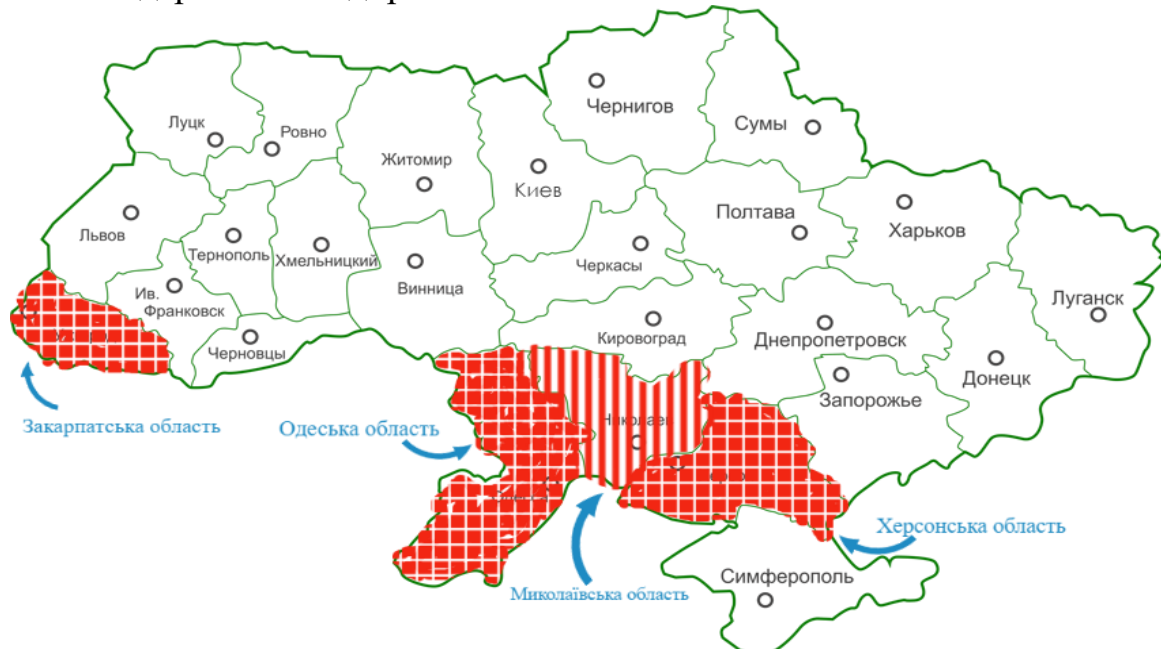 Чернигов
Сумы
Луцк
Ровно
Житомир
Киев
Полтава
Харьков
Львов
Тернополь
Хмельницкий
Черкасы
Винница
Ив.
Франковск
Луганск
Кировоград
Днепропетровск
Черновцы
Донецк
Запорожье
Николаев
Закарпатська область
Одеська область
Херсонська область
Симферополь
Миколаївська область